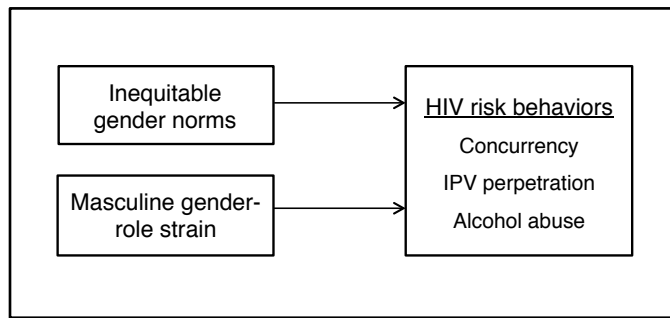 Inequitable
gender norms
Masculine gender-
role strain
HIV risk behaviors
Concurrency
IPV perpetration
Alcohol abuse